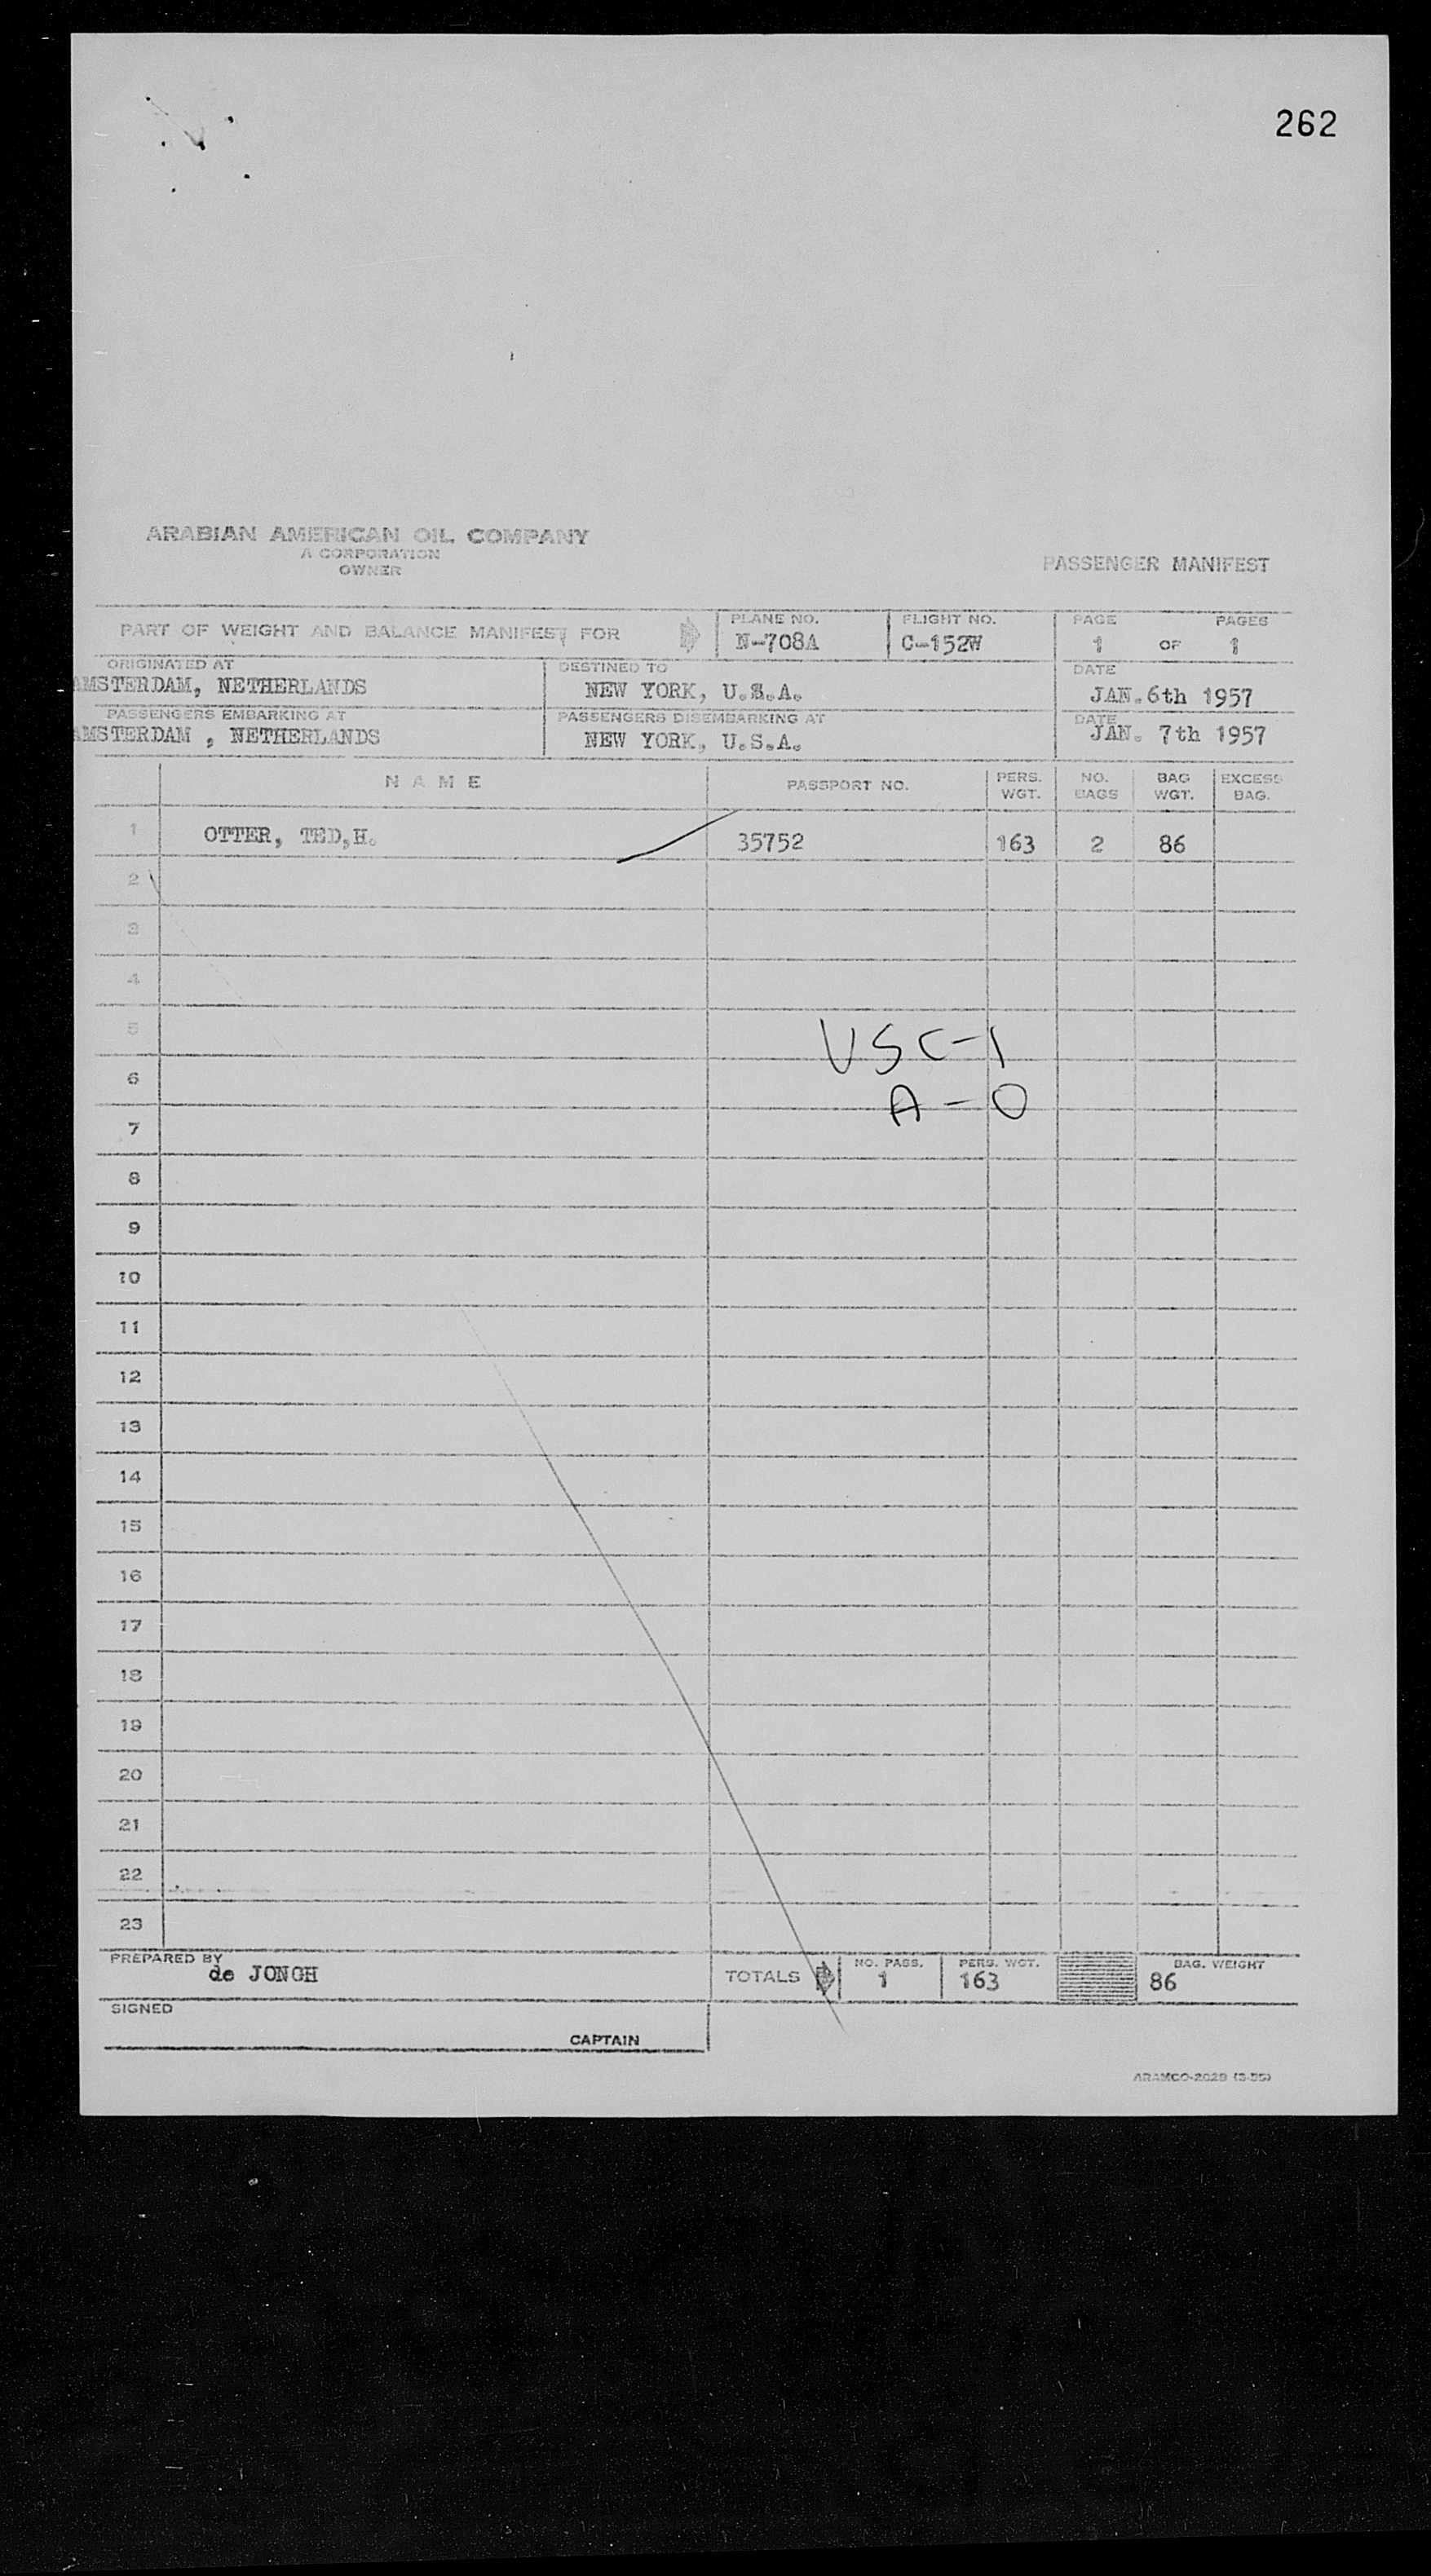 262
ARABIAN AMERICAN OIL COMPANY
A CORPORATION
OWNER
PASSENGER MANIFEST
PART OF WEIGHT AND BALANCE MANIFEST FOR
PLANE NO.
N-708A
FLIGHT NO.
C-152W
PAGE PAGES
1 OF 1
ORIGINATED AT
AMSTERDAM, NETHERLANDS
DESTINED TO
NEW YORK, U.S.A.
DATE
JAN.6th 1957
PASSENGERS EMBARKING AT
AMSTERDAM , NETHERLANDS
PASSENGERS DISEMBARKING AT
NEW YORK, U.S.A.
DATE
JAN. 7th 1957
NAME PASSPORT NO. PERS. WGT. NO. BAGS BAG WGT. EXCESS BAG.
1 OTTER, TED,H. 35752 163 2 86
2
3
4
5
USC-1
6
A-0
7
8
9
10
11
12
13
14
15
16
17
18
19
20
21
22
23
PREPARED BY
de JONGH
TOTALS
NO. PASS.
1
PERS. WGT.
163
BAG. WEIGHT
86
SIGNED
CAPTAIN
ARAMCO-2029 (3-55)